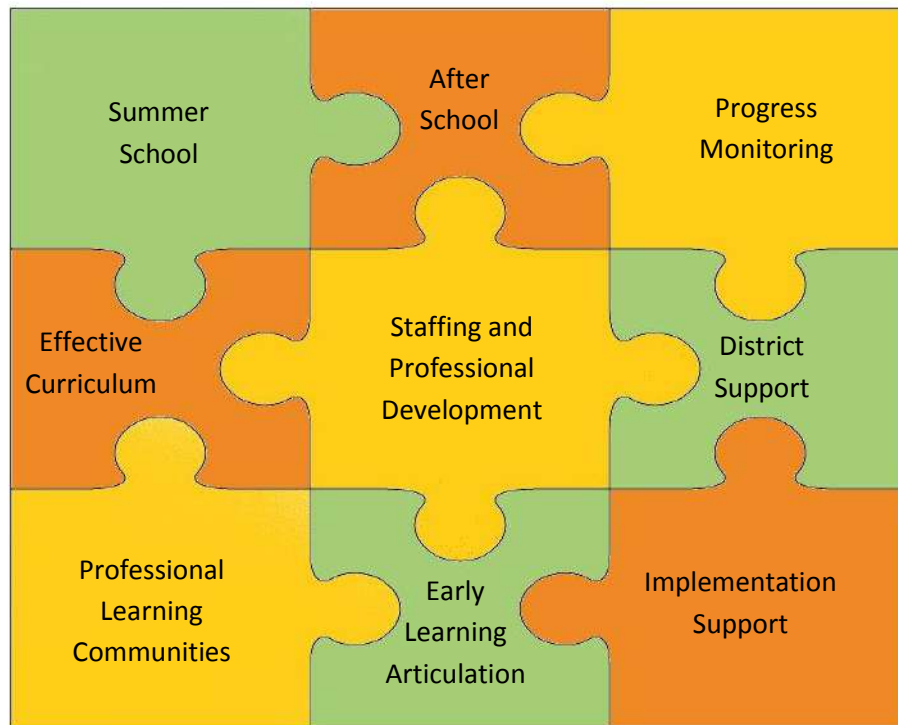 Summer
School
After
School
Progress
Monitoring
Effective
Curriculum
Staffing and
Professional
Development
District
Support
Professional
Learning
Communities
Early
Learning
Articulation
Implementation
Support